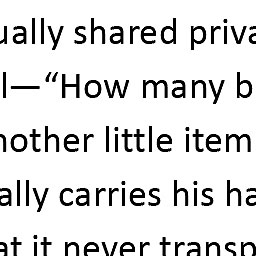 ually shared priva
l—“How many b
nother little item
ally carries his ha
at it never transp